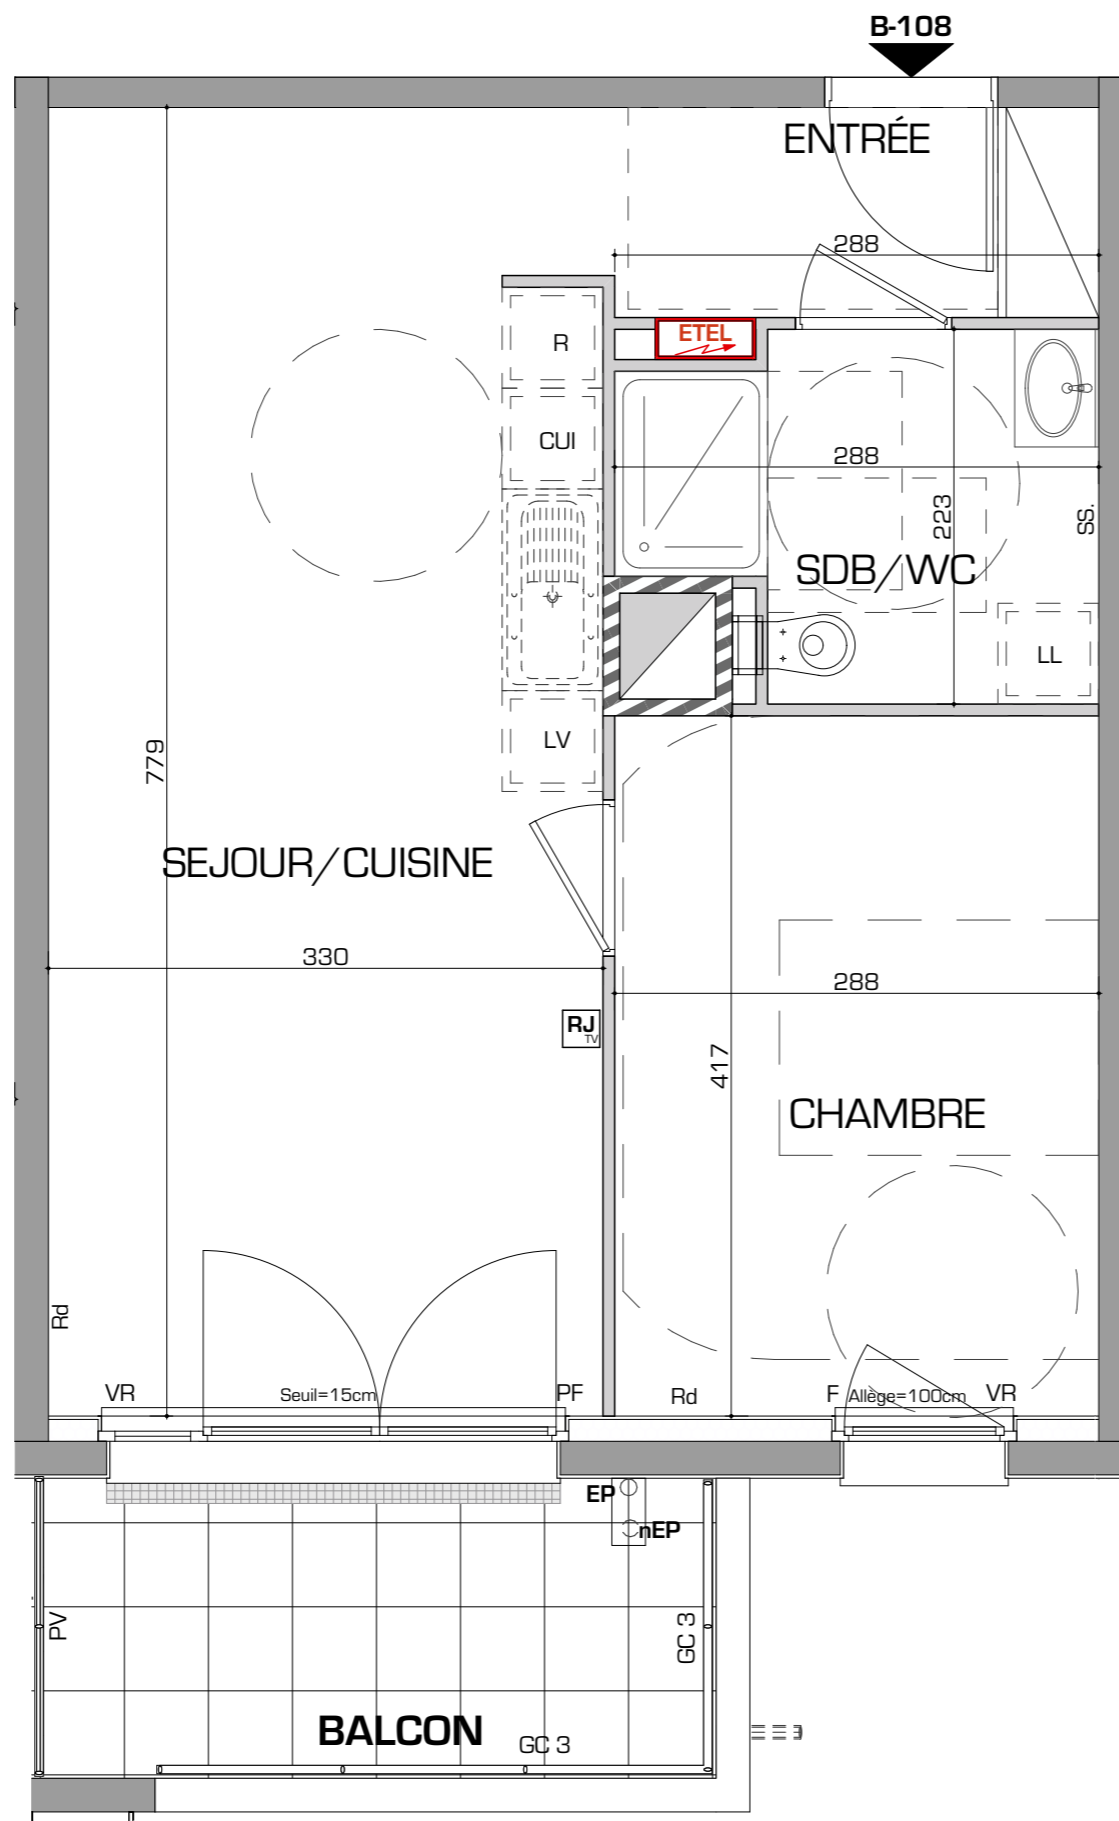 B-108
ENTRÉE
288
ETEL
R
CUI
288
223
SS.
SDB/WC
LL
LV
779
SEJOUR/CUISINE
330
288
RJ
TV
417
CHAMBRE
Rd
VR
Seuil=15cm
PF
Rd
F
Allège=100cm
VR
EP
nEP
PV
GC 3
BALCON
GC 3